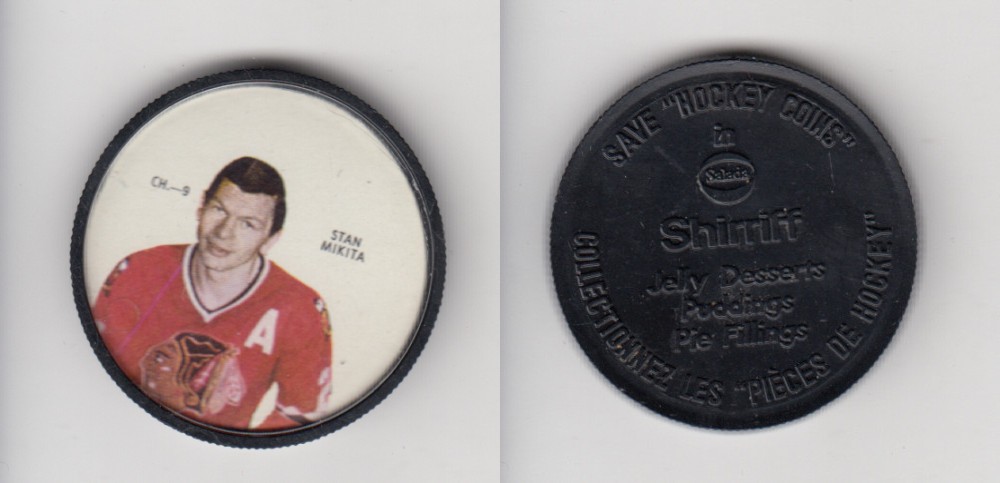 CH.—9
STAN
MIKITA
A
SAVE "HOCKEY COINS"
in
Salada
Shirriff
Jelly Desserts
Puddings
Pie Fillings
COLLECTIONNEZ LES "PIÈCES DE HOCKEY"